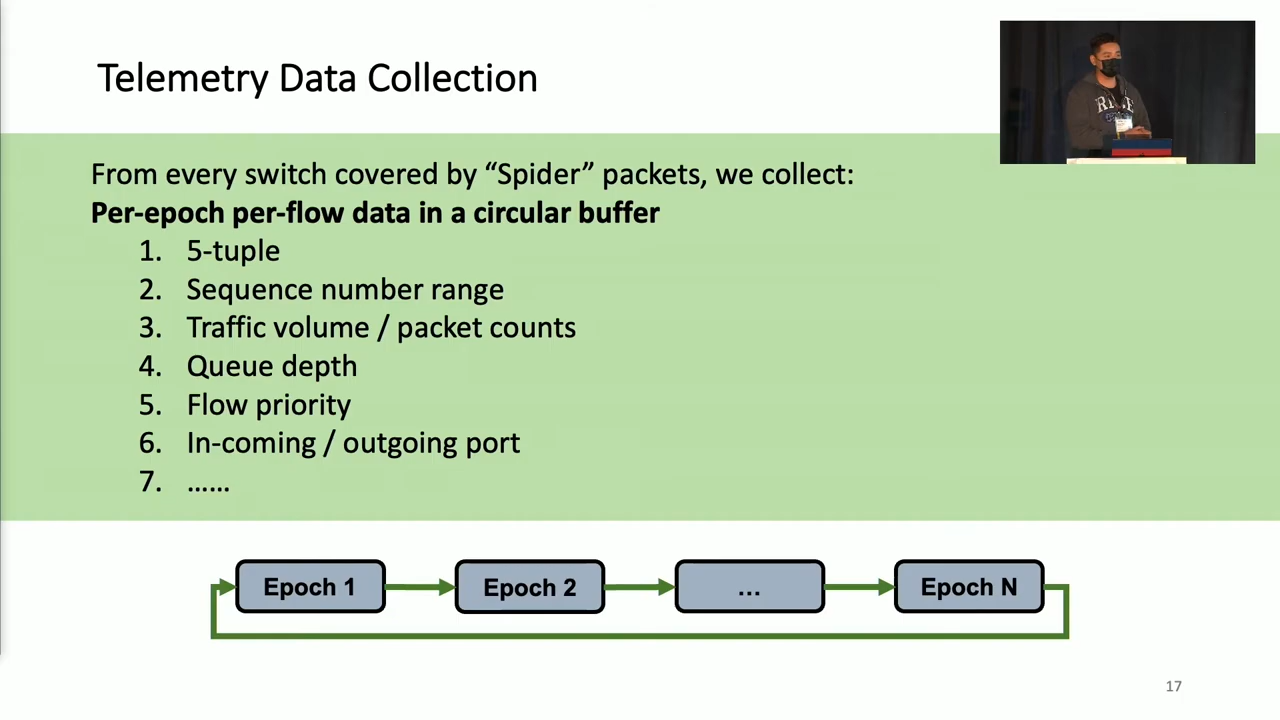 Telemetry Data Collection
From every switch covered by “Spider” packets, we collect:
Per-epoch per-flow data in a circular buffer
1. 5-tuple
2. Sequence number range
3. Traffic volume / packet counts
4. Queue depth
5. Flow priority
6. In-coming / outgoing port
7. ......
Epoch 1
Epoch 2
...
Epoch N
17